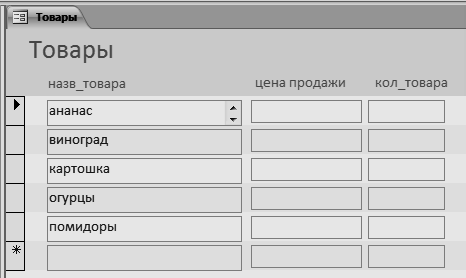 Товары
Товары
назв_товара цена продажи кол_товара
ананас
виноград
картошка
огурцы
помидоры